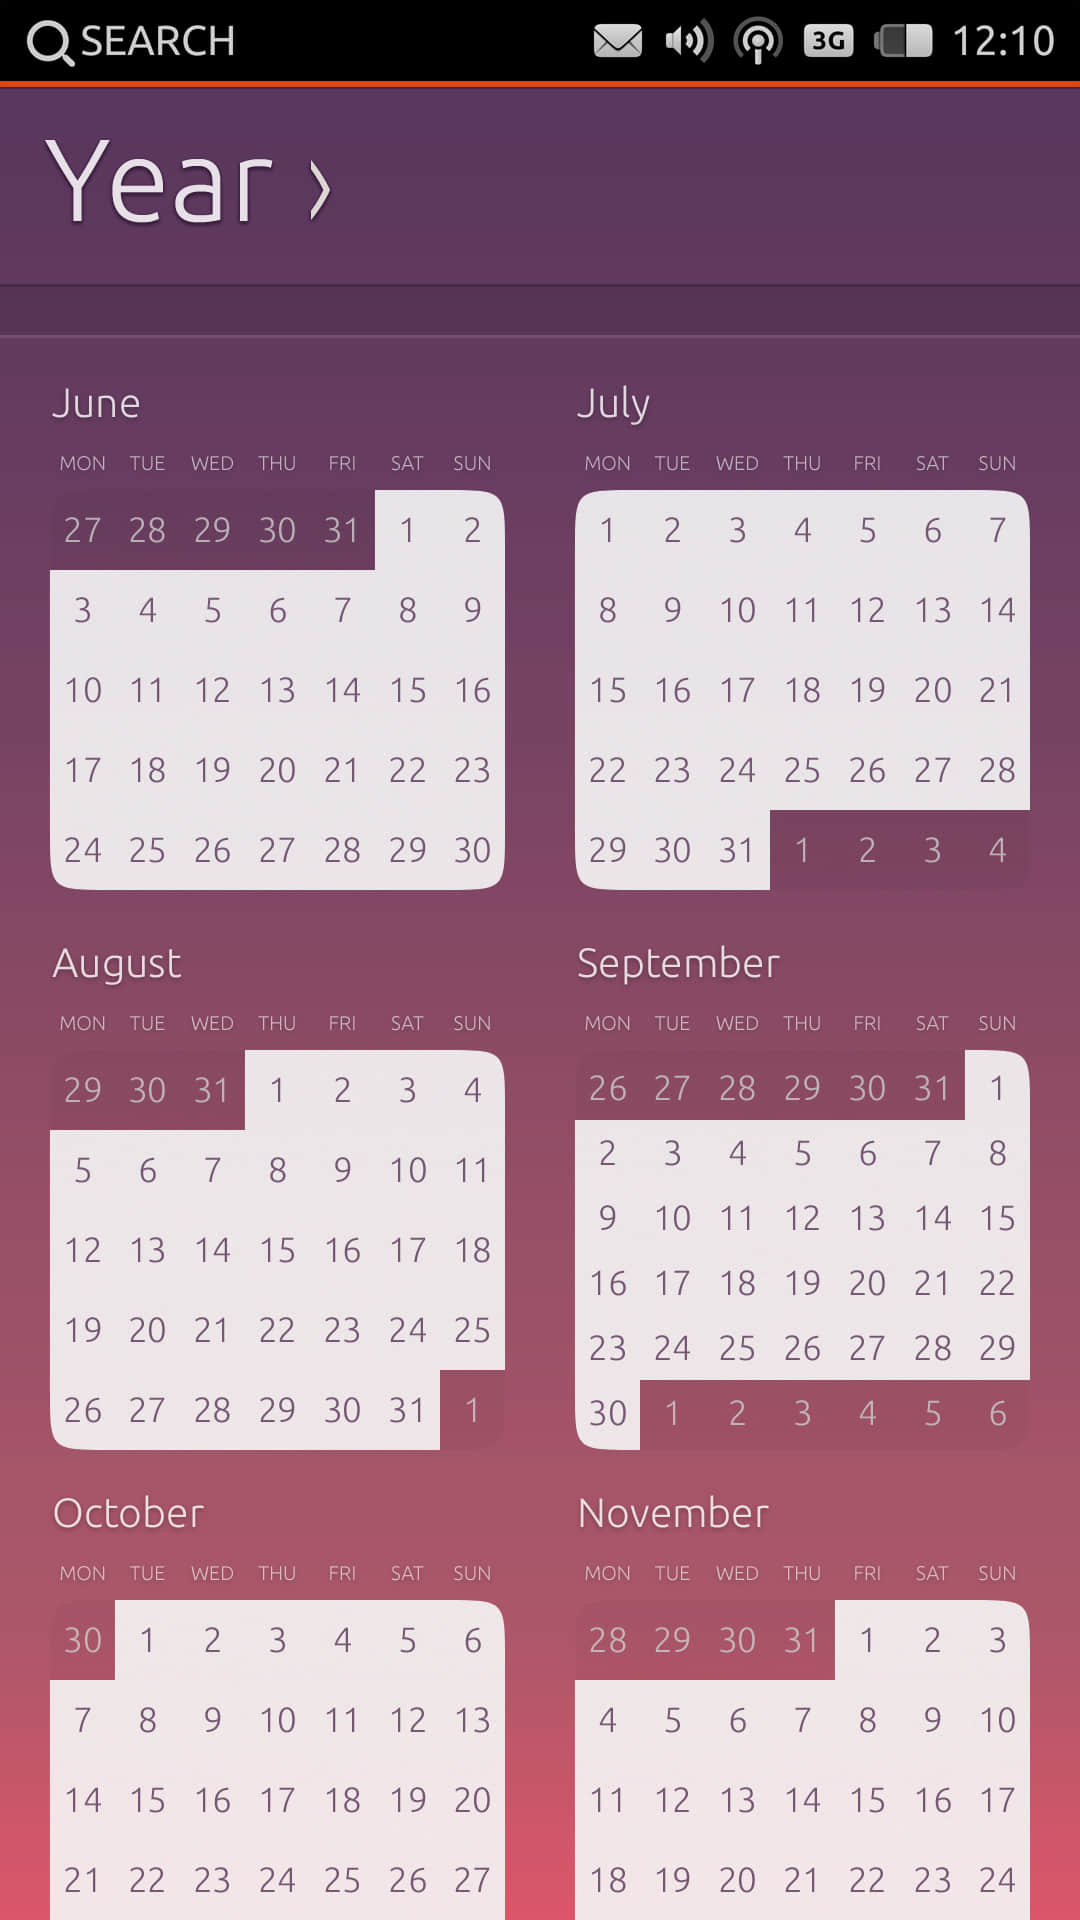 SEARCH 3G 12:10
Year
June
MON TUE WED THU FRI SAT SUN
27 28 29 30 31 1 2
3 4 5 6 7 8 9
10 11 12 13 14 15 16
17 18 19 20 21 22 23
24 25 26 27 28 29 30
July
MON TUE WED THU FRI SAT SUN
1 2 3 4 5 6 7
8 9 10 11 12 13 14
15 16 17 18 19 20 21
22 23 24 25 26 27 28
29 30 31 1 2 3 4
August
MON TUE WED THU FRI SAT SUN
29 30 31 1 2 3 4
5 6 7 8 9 10 11
12 13 14 15 16 17 18
19 20 21 22 23 24 25
26 27 28 29 30 31 1
September
MON TUE WED THU FRI SAT SUN
26 27 28 29 30 31 1
2 3 4 5 6 7 8
9 10 11 12 13 14 15
16 17 18 19 20 21 22
23 24 25 26 27 28 29
30 1 2 3 4 5 6
October
MON TUE WED THU FRI SAT SUN
30 1 2 3 4 5 6
7 8 9 10 11 12 13
14 15 16 17 18 19 20
21 22 23 24 25 26 27
November
MON TUE WED THU FRI SAT SUN
28 29 30 31 1 2 3
4 5 6 7 8 9 10
11 12 13 14 15 16 17
18 19 20 21 22 23 24